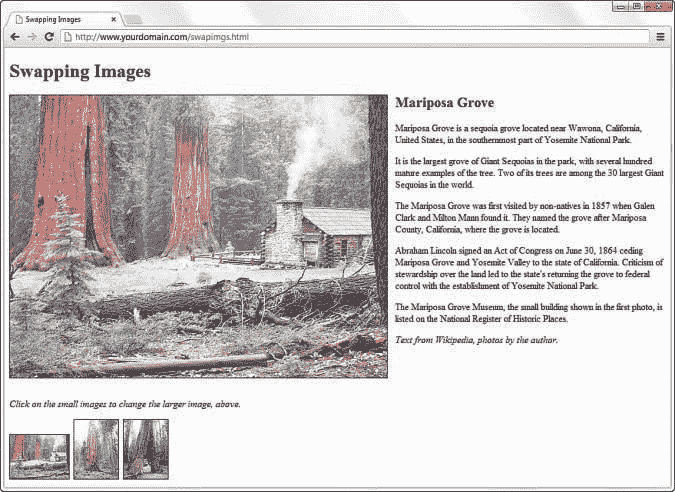 Swapping Images
http://www.yourdomain.com/swapimgs.html
Swapping Images
Mariposa Grove
Mariposa Grove is a sequoia grove located near Wawona, California,
United States, in the southernmost part of Yosemite National Park.
It is the largest grove of Giant Sequoias in the park, with several hundred
mature examples of the tree. Two of its trees are among the 30 largest Giant
Sequoias in the world.
The Mariposa Grove was first visited by non-natives in 1857 when Galen
Clark and Milton Mann found it. They named the grove after Mariposa
County, California, where the grove is located.
Abraham Lincoln signed an Act of Congress on June 30, 1864 ceding
Mariposa Grove and Yosemite Valley to the state of California. Criticism of
stewardship over the land led to the state's returning the grove to federal
control with the establishment of Yosemite National Park.
The Mariposa Grove Museum, the small building shown in the first photo, is
listed on the National Register of Historic Places.
Text from Wikipedia, photos by the author.
Click on the small images to change the larger image, above.